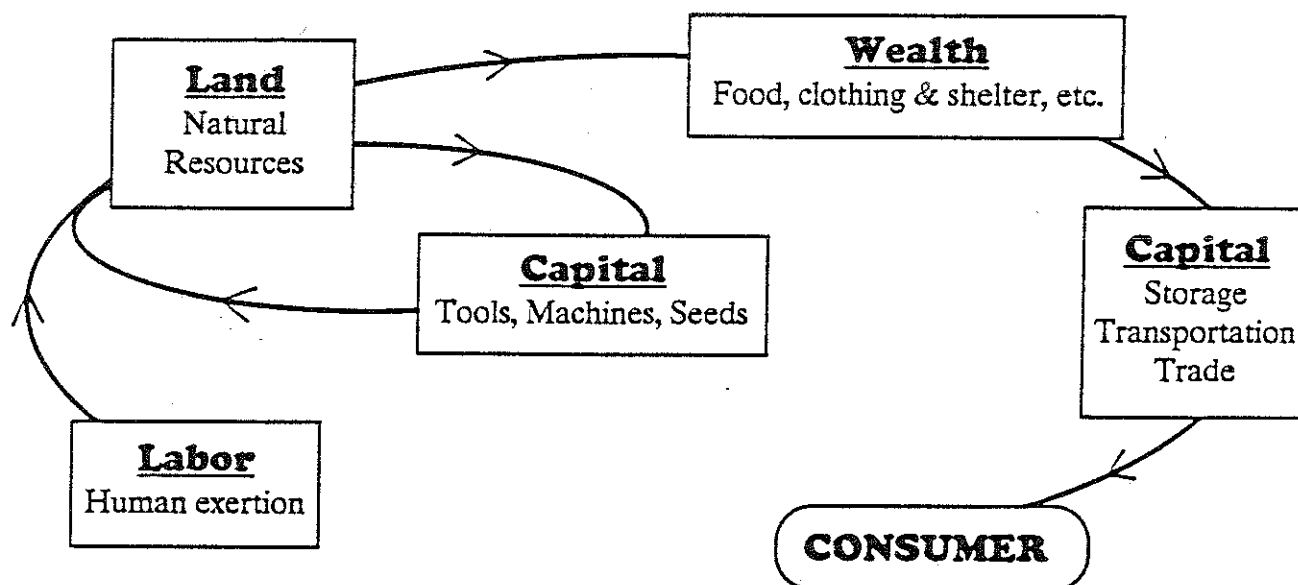 Land
Natural
Resources
Wealth
Food, clothing & shelter, etc.
Capital
Tools, Machines, Seeds
Capital
Storage
Transportation
Trade
Labor
Human exertion
CONSUMER